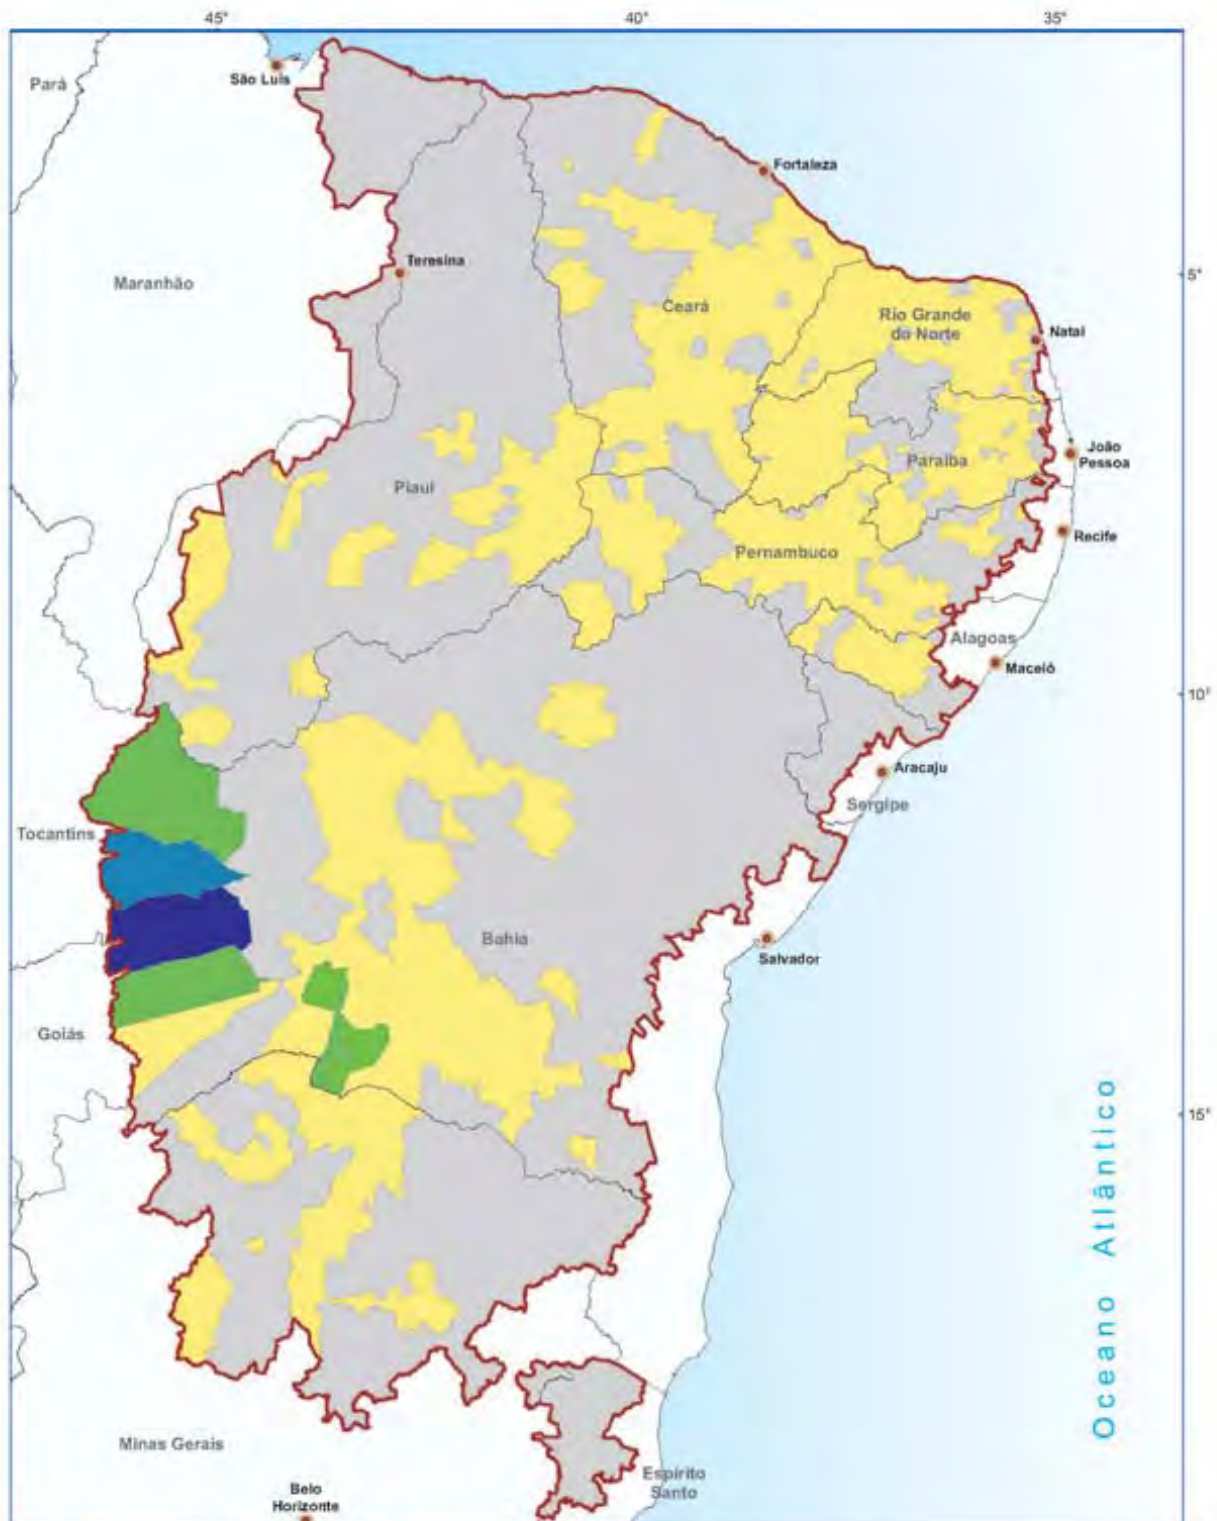 45°
40°
35°
São Luis
Pará
Fortaleza
Teresina
Maranhão
5°
Ceará
Rio Grande
do Norte
Natal
João
Pessoa
Paraíba
Piauí
Recife
Pernambuco
Alagoas
Maceió
10°
Aracaju
Sergipe
Tocantins
Bahia
Salvador
Goiás
15°
Oceano Atlântico
Minas Gerais
Espírito
Santo
Belo
Horizonte